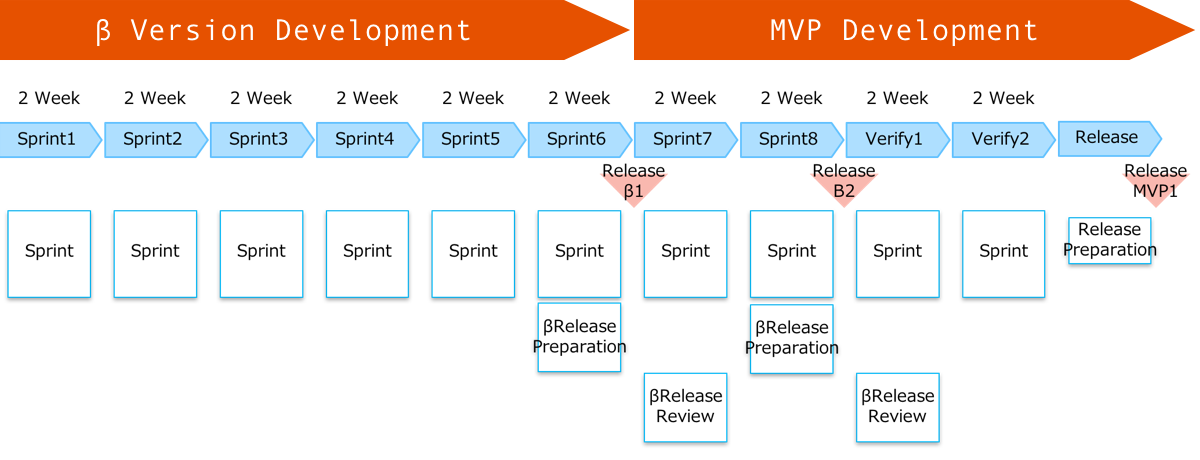 β Version Development
MVP Development
2 Week
2 Week
2 Week
2 Week
2 Week
2 Week
2 Week
2 Week
2 Week
2 Week
Sprint1
Sprint2
Sprint3
Sprint4
Sprint5
Sprint6
Sprint7
Sprint8
Verify1
Verify2
Release
Release
β1
Release
B2
Release
MVP1
Sprint
Sprint
Sprint
Sprint
Sprint
Sprint
Sprint
Sprint
Sprint
Sprint
Release
Preparation
βRelease
Preparation
βRelease
Preparation
βRelease
Review
βRelease
Review